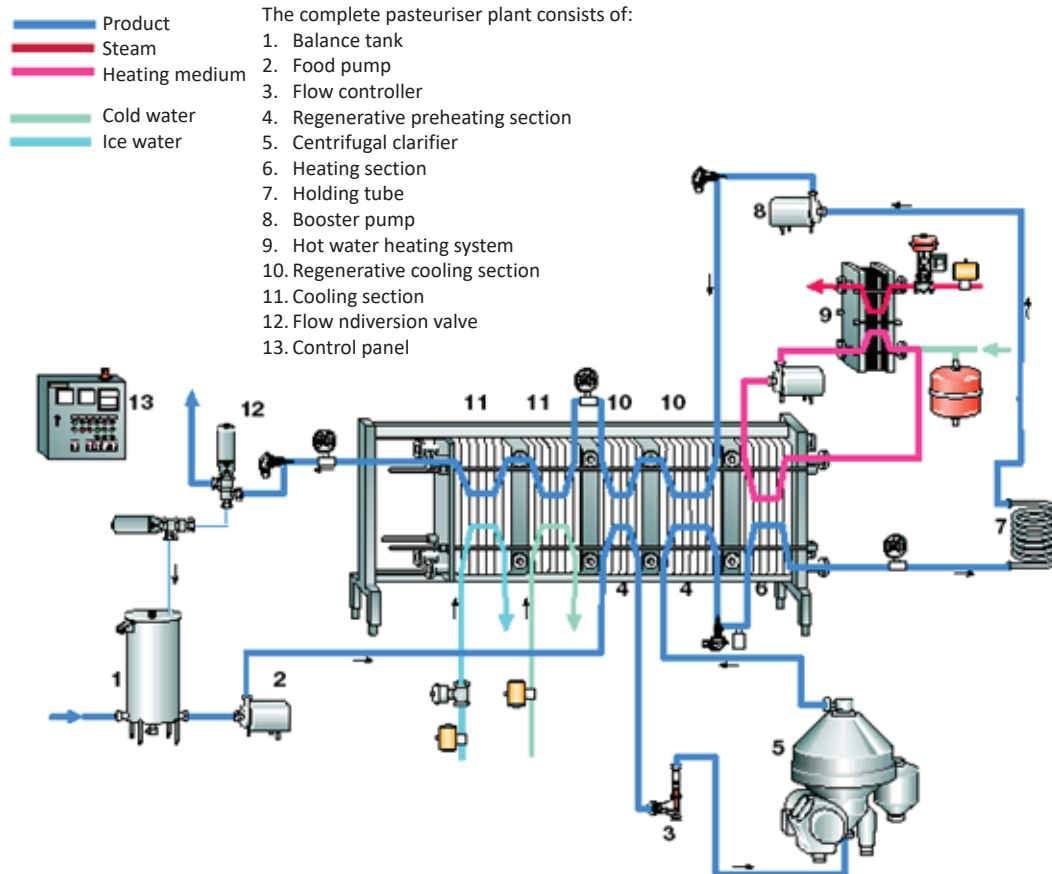 Product
Steam
Heating medium
Cold water
Ice water
The complete pasteuriser plant consists of:
1. Balance tank
2. Food pump
3. Flow controller
4. Regenerative preheating section
5. Centrifugal clarifier
6. Heating section
7. Holding tube
8. Booster pump
9. Hot water heating system
10. Regenerative cooling section
11. Cooling section
12. Flow ndiversion valve
13. Control panel
8
9
13
12
11 11 10 10
7
4 4 6
1
2
5
3